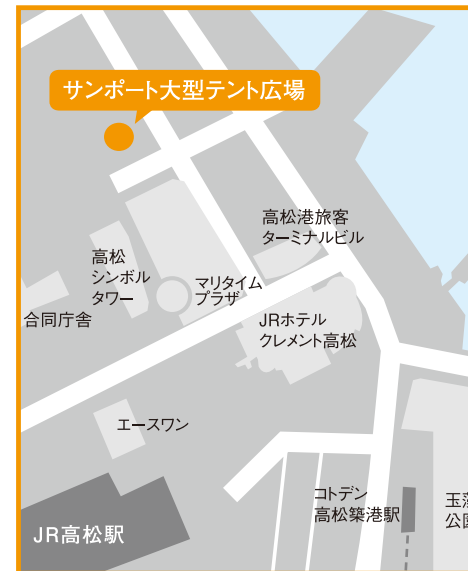 サンポート大型テント広場
高松港旅客
ターミナルビル
高松
シンボル
タワー
マリタイム
プラザ
合同庁舎
JRホテル
クレメント高松
エースワン
コトデン
高松築港駅
JR高松駅
玉藻
公園